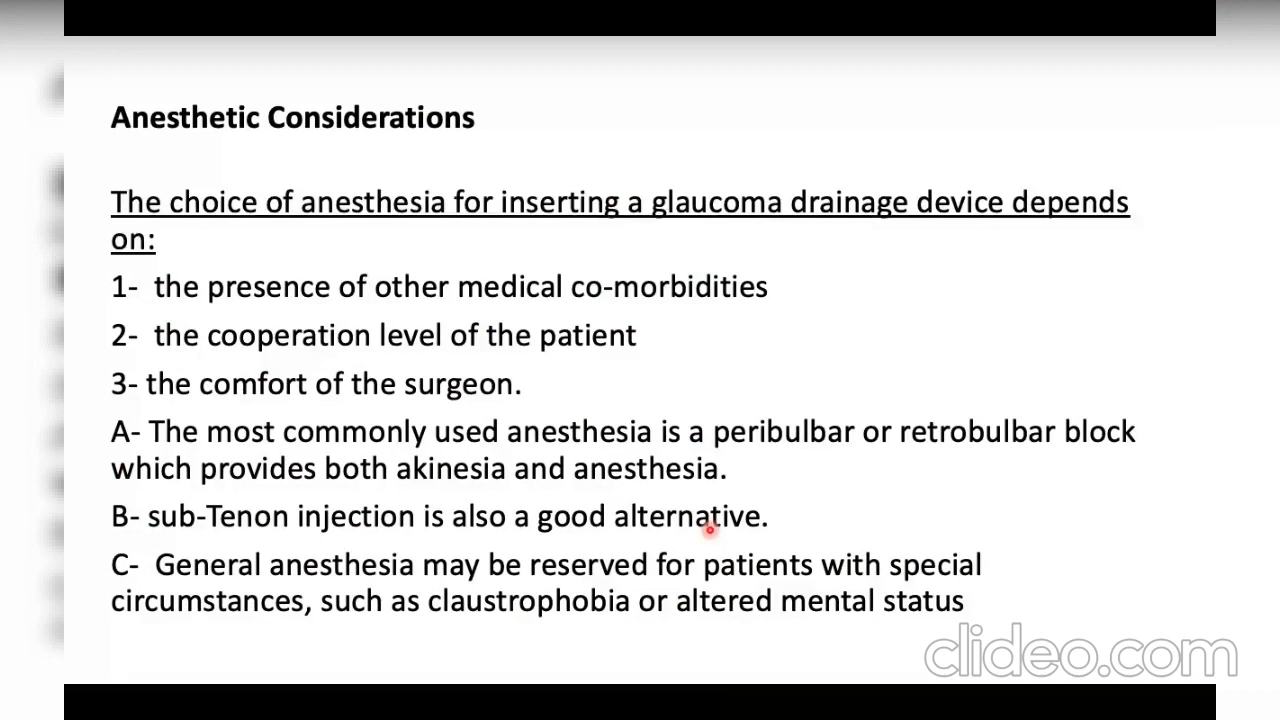 Anesthetic Considerations
The choice of anesthesia for inserting a glaucoma drainage device depends
on:
1-  the presence of other medical co-morbidities
2-  the cooperation level of the patient
3- the comfort of the surgeon.
A- The most commonly used anesthesia is a peribulbar or retrobulbar block
which provides both akinesia and anesthesia.
B- sub-Tenon injection is also a good alternative.
C-  General anesthesia may be reserved for patients with special
circumstances, such as claustrophobia or altered mental status
clideo.com